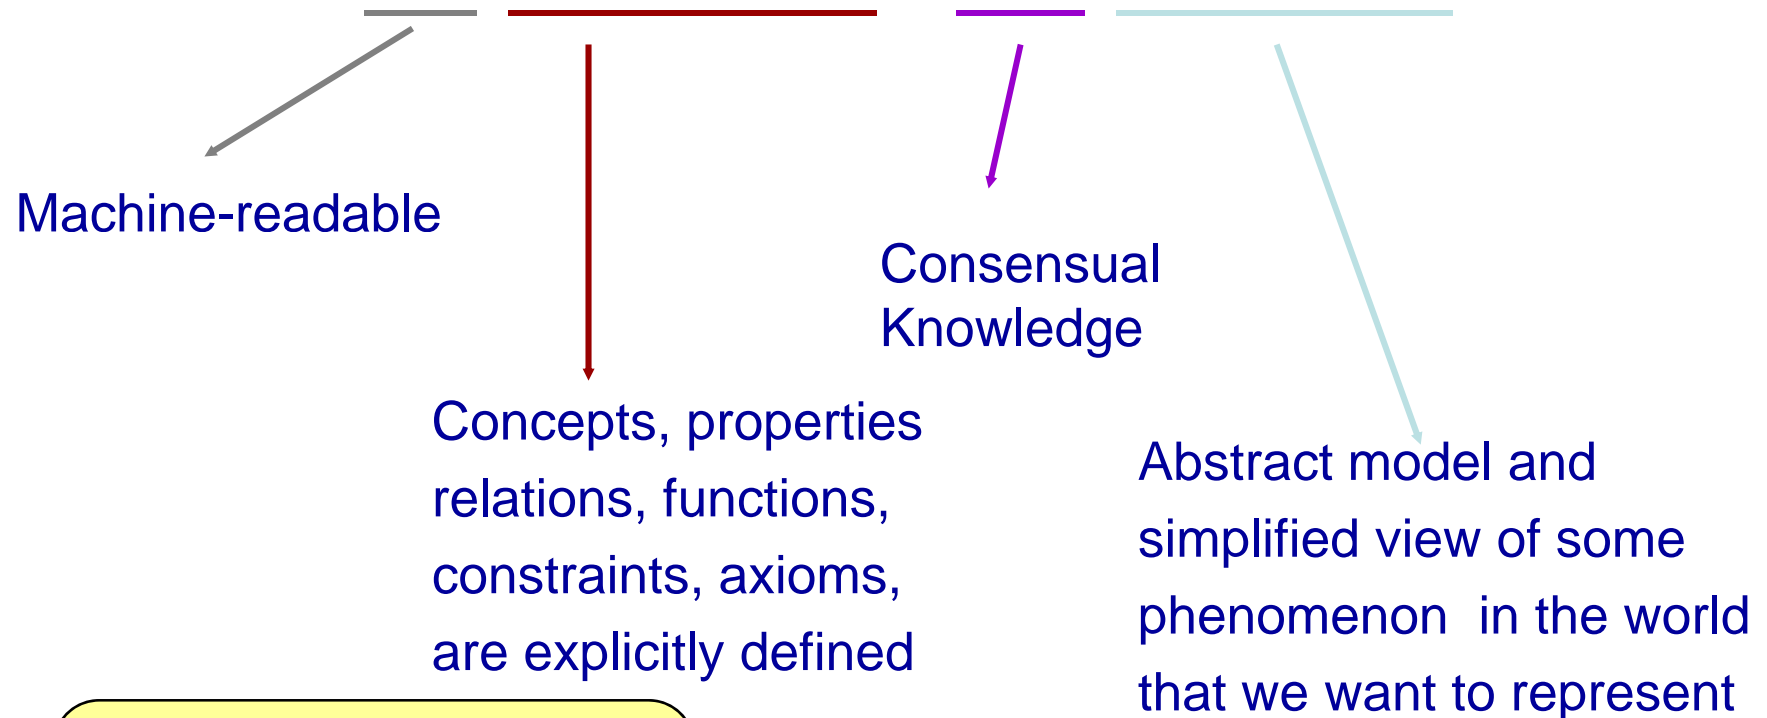 Machine-readable
Consensual
Knowledge
Concepts, properties
relations, functions,
constraints, axioms,
are explicitly defined
Abstract model and
simplified view of some
phenomenon  in the world
that we want to represent